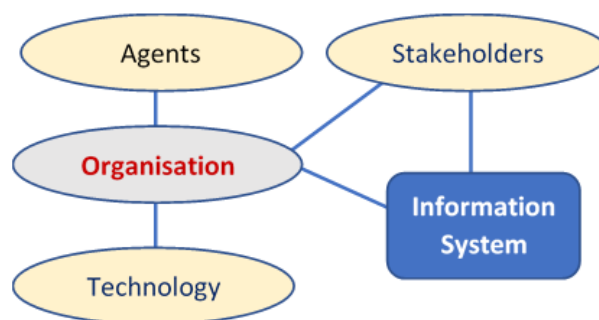 Agents
Stakeholders
Organisation
Information
System
Technology